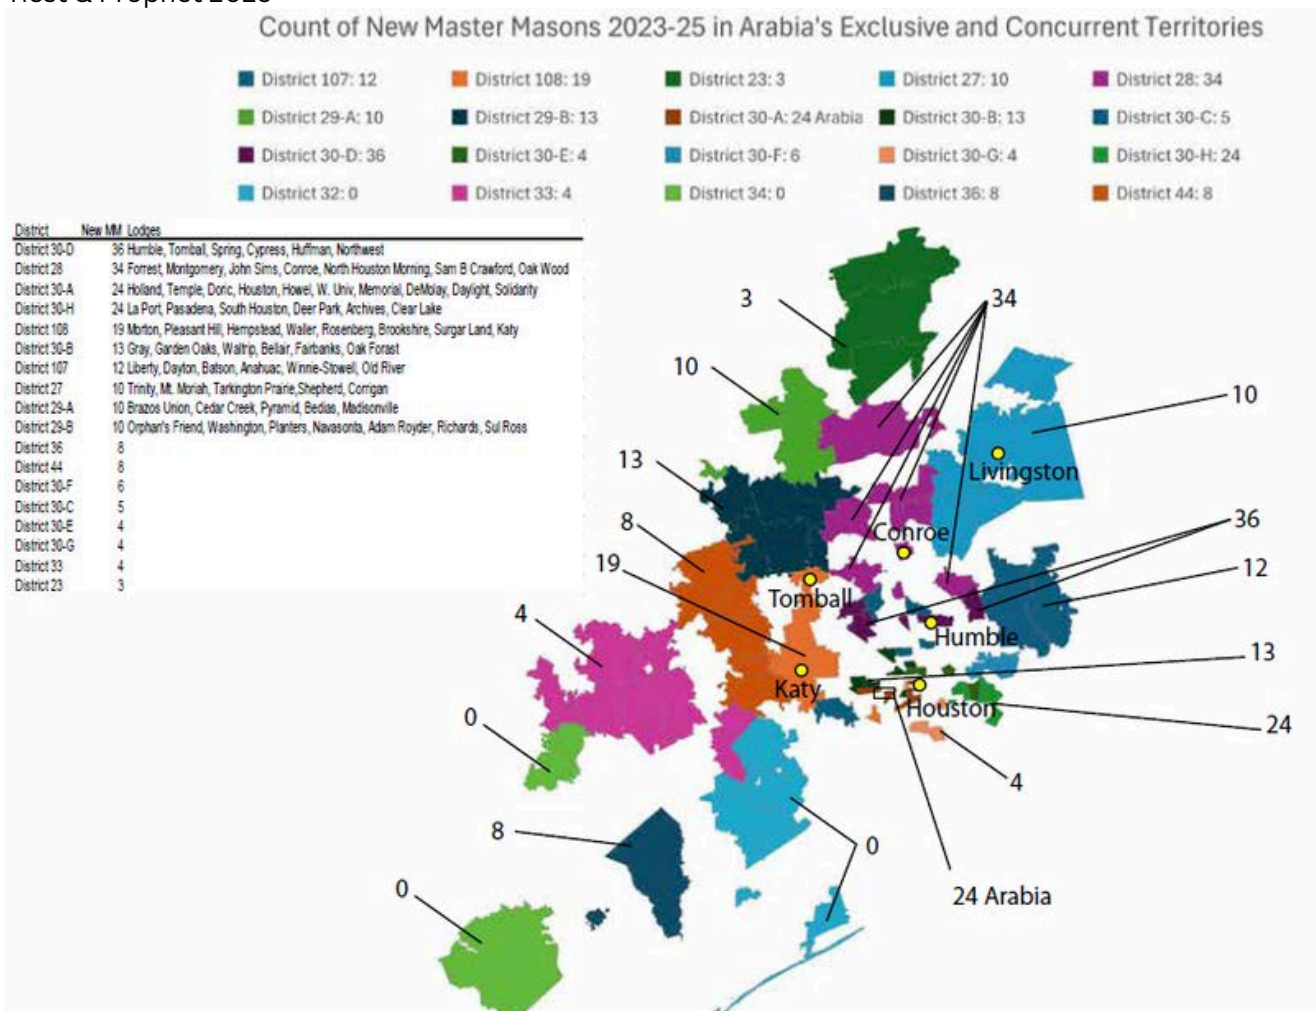 Count of New Master Masons 2023-25 in Arabia's Exclusive and Concurrent Territories
District 107: 12 District 108: 19 District 23: 3 District 27: 10 District 28: 34
District 29-A: 10 District 29-B: 13 District 30-A: 24 Arabia District 30-B: 13 District 30-C: 5
District 30-D: 36 District 30-E: 4 District 30-F: 6 District 30-G: 4 District 30-H: 24
District 32: 0 District 33: 4 District 34: 0 District 36: 8 District 44: 8
District New MM Lodges
District 30-D 36 Humble, Tomball, Spring, Cypress, Huffman, Northwest
District 28 34 Forrest, Montgomery, John Sims, Conroe, North Houston Morning, Sam B Crawford, Oak Wood
District 30-A 24 Holland, Temple, Doric, Houston, Howel, W. Univ, Memorial, DeMolay, Daylight, Solidarity
District 30-H 24 La Port, Pasadena, South Houston, Deer Park, Archives, Clear Lake
District 108 19 Morton, Pleasant Hill, Hempstead, Waller, Rosenberg, Brookshire, Surgar Land, Katy
District 30-B 13 Gray, Garden Oaks, Waltrip, Bellair, Fairbanks, Oak Forast
District 107 12 Liberty, Dayton, Batson, Anahuac, Winnie-Stowell, Old River
District 27 10 Trinity, Mt. Moriah, Tarkington Prairie,Shepherd, Corrigan
District 29-A 10 Brazos Union, Cedar Creek, Pyramid, Bedias, Madisonville
District 29-B 10 Orphan's Friend, Washington, Planters, Navasonta, Adam Royder, Richards, Sul Ross
District 36 8
District 44 8
District 30-F 6
District 30-C 5
District 30-E 4
District 30-G 4
District 33 4
District 23 3
3
34
10
10
13
Livingston
8
36
Conroe
19
12
Tomball
4
Humble
13
Katy
Houston
0
24
4
8
0
0
24 Arabia